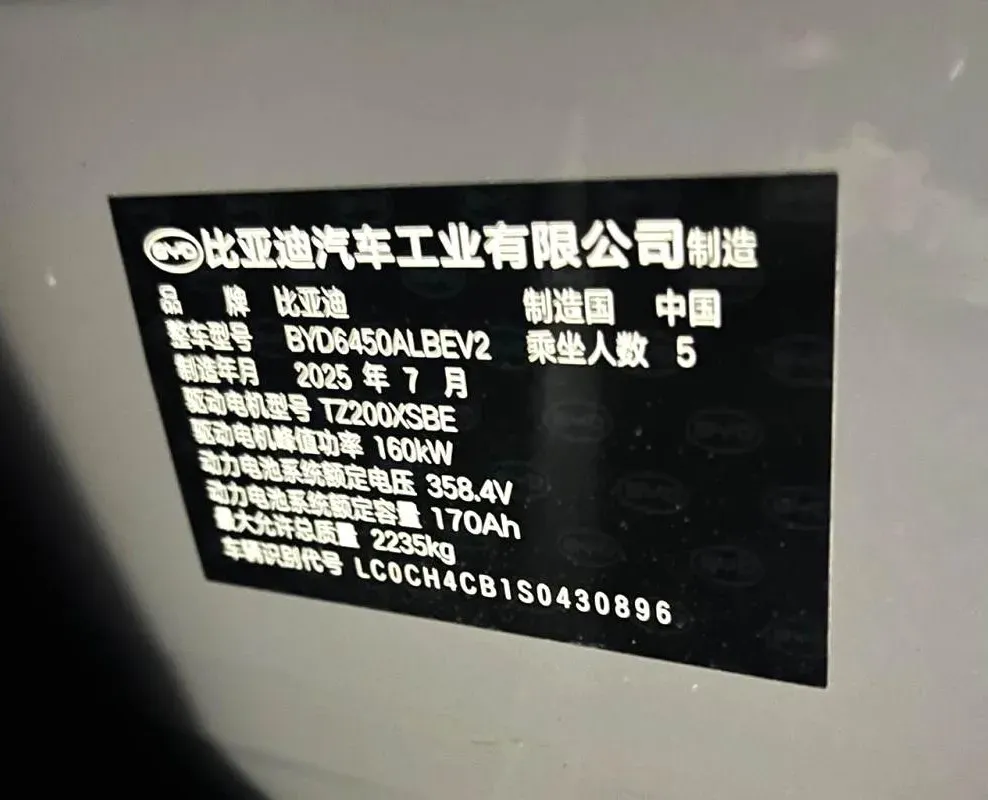 BYD 比亚迪汽车工业有限公司 制造
品 牌 比亚迪 制造国 中国
整车型号 BYD6450ALBEV2 乘坐人数 5
制造年月 2025 年 7 月
驱动电机型号 TZ200XSBE
驱动电机峰值功率 160kW
动力电池系统额定电压 358.4V
动力电池系统额定容量 170Ah
最大允许总质量 2235kg
车辆识别代号 LC0CH4CB1S0430896